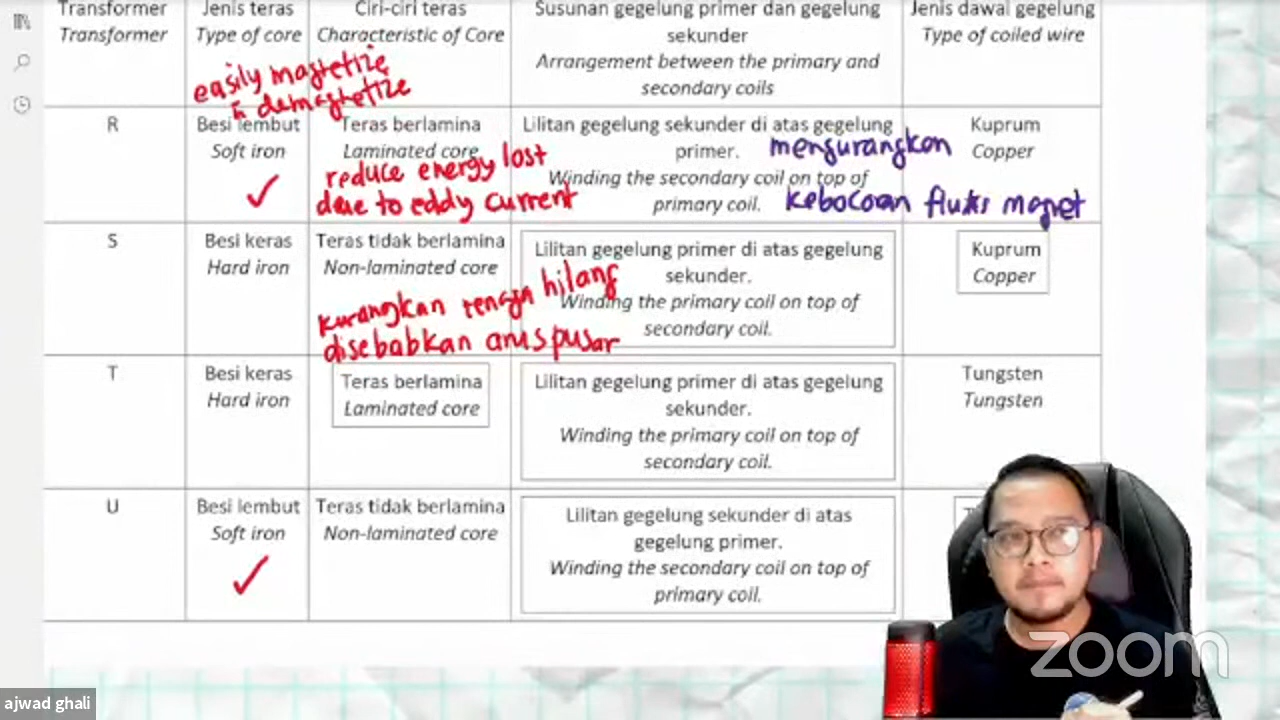 Transformer
Transformer
Jenis teras
Type of core
Ciri-ciri teras
Characteristic of Core
Susunan gegelung primer dan gegelung
sekunder
Arrangement between the primary and
secondary coils
Jenis dawai gegelung
Type of coiled wire
easily magnetize
n demagnetize
R
Besi lembut
Soft iron
Teras berlamina
Laminated core
reduce energy lost
due to eddy current
Lilitan gegelung sekunder di atas gegelung
primer.
Winding the secondary coil on top of
primary coil.
mengurangkan
kebocoran fluks magnet
Kuprum
Copper
S
Besi keras
Hard iron
Teras tidak berlamina
Non-laminated core
kurangkan tenaga hilang
disebabkan arus pusar
Lilitan gegelung primer di atas gegelung
sekunder.
Winding the primary coil on top of
secondary coil.
Kuprum
Copper
T
Besi keras
Hard iron
Teras berlamina
Laminated core
Lilitan gegelung primer di atas gegelung
sekunder.
Winding the primary coil on top of
secondary coil.
Tungsten
Tungsten
U
Besi lembut
Soft iron
Teras tidak berlamina
Non-laminated core
Lilitan gegelung sekunder di atas
gegelung primer.
Winding the secondary coil on top of
primary coil.
zoom
ajwad ghali